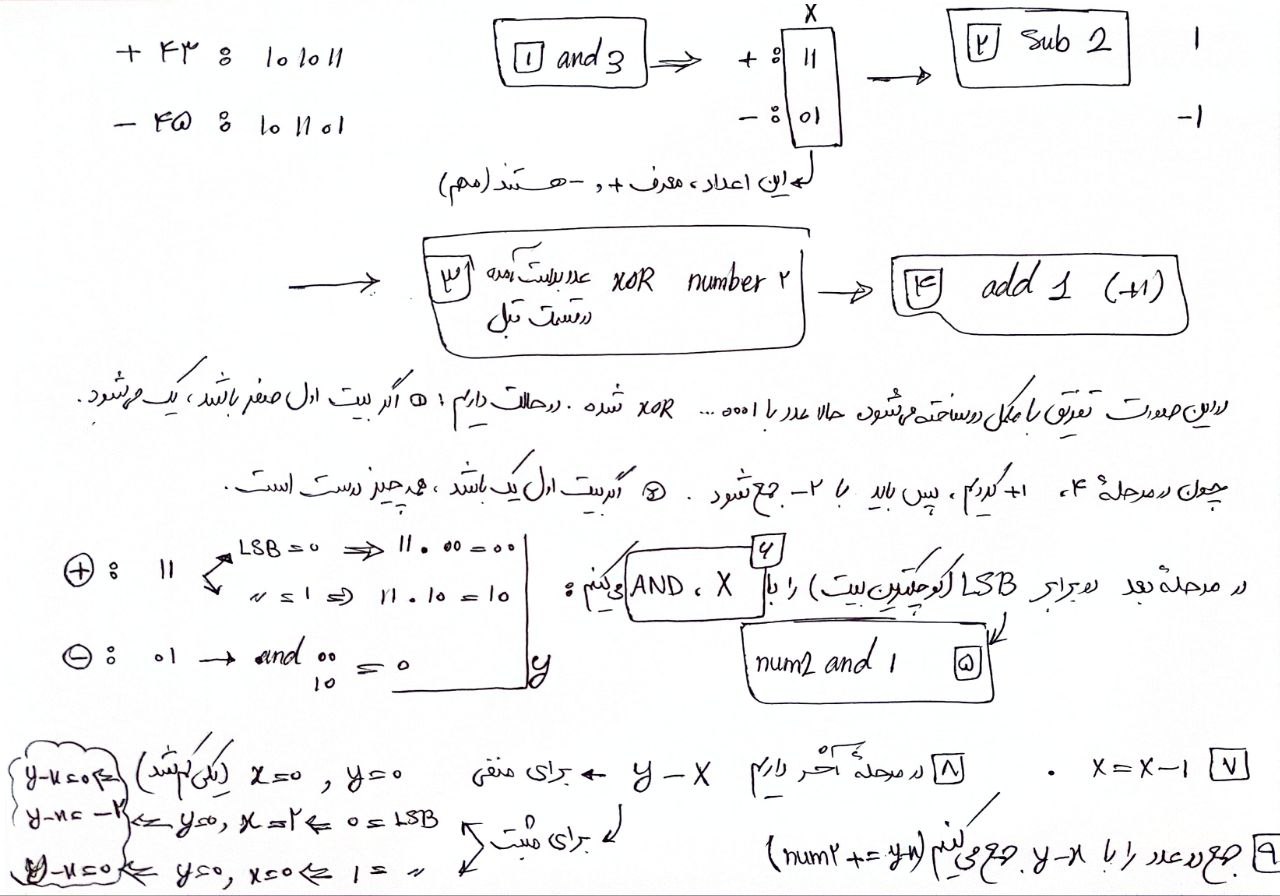 + ۴۳ : 101011
۱ and 3 ⇒ + : 11 → ۲ Sub 2 1
X
− ۴۵ : 101101
− : 01
-1
این اعداد، معرف + و - هستند (مهم)
→ ۳ عدد بدست آمده در قسمت قبل XOR number ۲ → ۴ add 1 (+1)
در این صورت تفریق با مکمل دو ساخته می‌شود، حالا عدد با 0001 ... XOR شده. دو حالت داریم: ① اگر بیت اول صفر باشد، یک می‌شود.
چون در مرحلهٔ ۴، 1+ کردیم، پس باید با ۲- جمع شود. ② اگر بیت اول یک باشد، همه چیز درست است.
در مرحلهٔ بعد دو برابر LSB (کوچکترین بیت) را با X، AND می‌کنیم: ۶
num2 and 1 ۵
⊕ : 11 LSB = 0 ⇒ 11 . 00 = 00
〃 = 1 ⇒ 11 . 10 = 10
⊖ : 01 → and 00 = 0
10
y
۷ X = X - 1 .
۸ در مرحلهٔ آخر داریم y - X ← برای منفی x=0 , y=0 (یکی کم شد)
برای مثبت
LSB = 0 ⇒ x=۲ , y=0 ⇒ y-x = -۲
〃 = 1 ⇒ x=0 , y=0 ⇒ y-x=0
۹ جمع دو عدد را با y-x جمع می‌کنیم (num۲ += y-x)